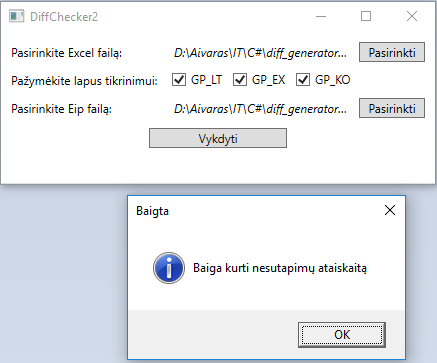 DiffChecker2
Pasirinkite Excel failą: D:\Aivaras\IT\C#\diff_generator... Pasirinkti
Pažymėkite lapus tikrinimui: GP_LT GP_EX GP_KO
Pasirinkite Eip failą: D:\Aivaras\IT\C#\diff_generator... Pasirinkti
Vykdyti
Baigta
Baiga kurti nesutapimų ataiskaitą
OK